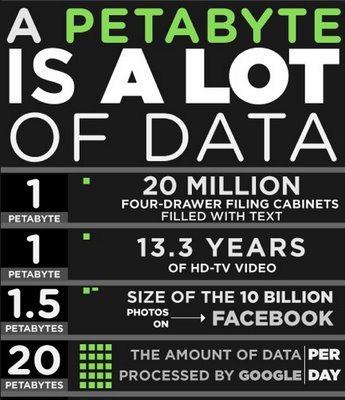 A PETABYTE
IS A LOT
OF DATA
1
PETABYTE
20 MILLION
FOUR-DRAWER FILING CABINETS
FILLED WITH TEXT
1
PETABYTE
13.3 YEARS
OF HD-TV VIDEO
1.5
PETABYTES
SIZE OF THE 10 BILLION
PHOTOS
ON
FACEBOOK
20
PETABYTES
THE AMOUNT OF DATA PER
PROCESSED BY GOOGLE DAY